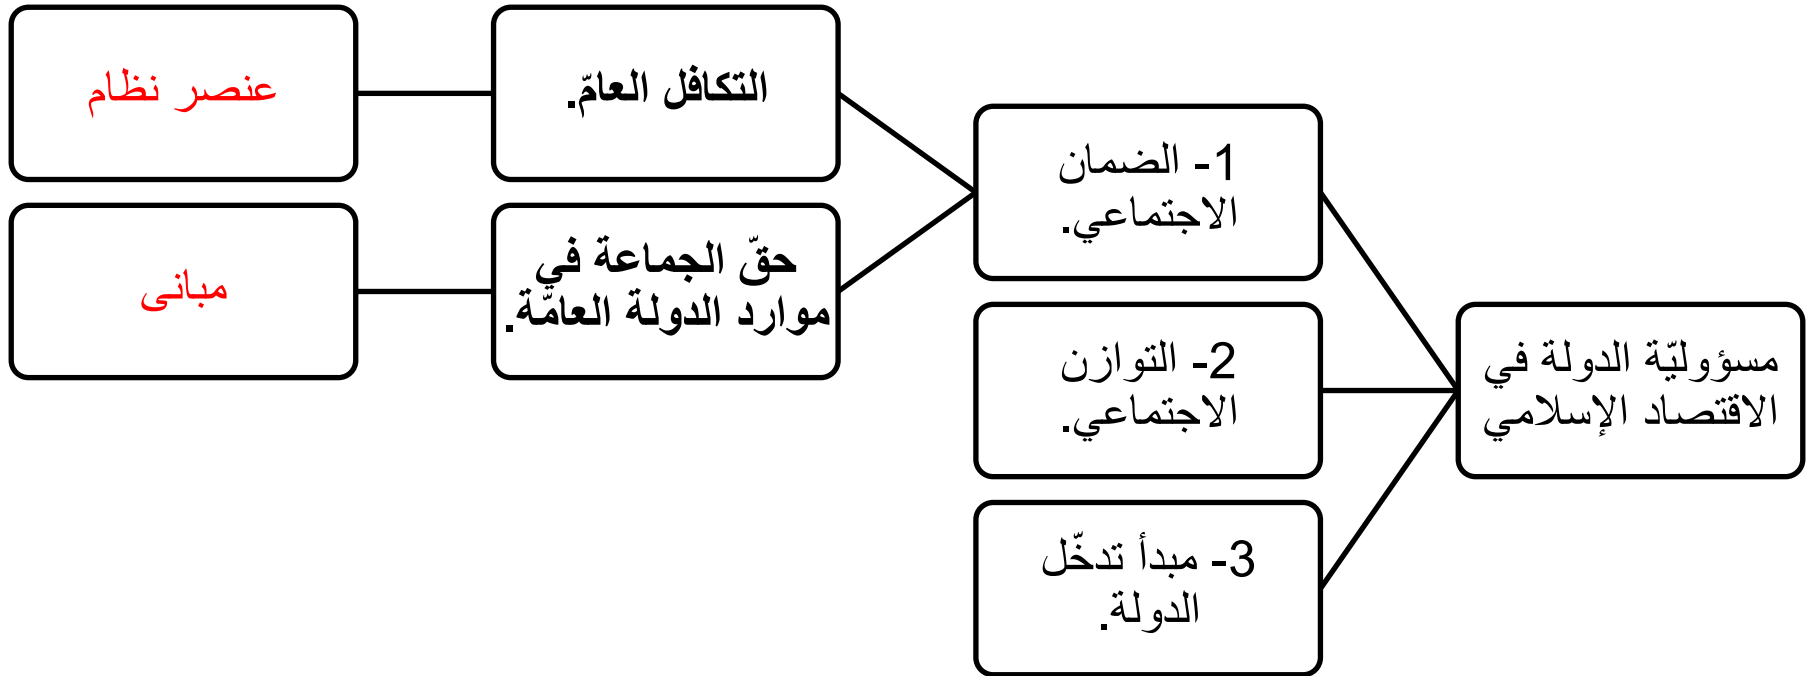 مسؤوليّة الدولة في
الاقتصاد الإسلامي
1- الضمان
الاجتماعي.
التكافل العامّ.
عنصر نظام
حقّ الجماعة في
موارد الدولة العامّة.
مبانى
2- التوازن
الاجتماعي.
3- مبدأ تدخّل
الدولة.